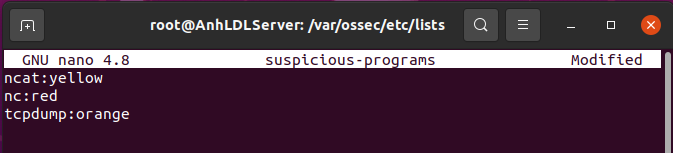 root@AnhLDLServer: /var/ossec/etc/lists
GNU nano 4.8 suspicious-programs Modified
ncat:yellow
nc:red
tcpdump:orange